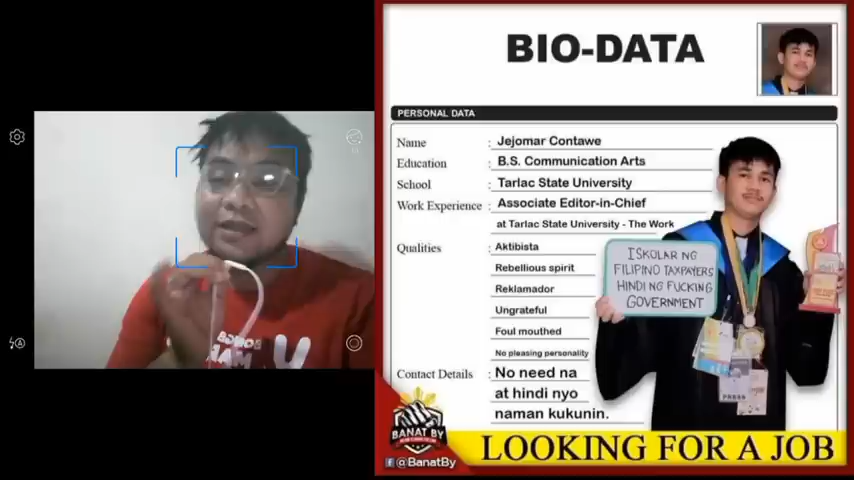 BIO-DATA
PERSONAL DATA
Name : Jejomar Contawe
Education : B.S. Communication Arts
School : Tarlac State University
Work Experience : Associate Editor-in-Chief
at Tarlac State University - The Work
Qualities : Aktibista
Rebellious spirit
Reklamador
Ungrateful
Foul mouthed
No pleasing personality
Contact Details : No need na
at hindi nyo
naman kukunin.
ISKOLAR NG
FILIPINO TAXPAYERS
HINDI NG FUCKING
GOVERNMENT
PRESS
BANAT BY
f @BanatBy
LOOKING FOR A JOB